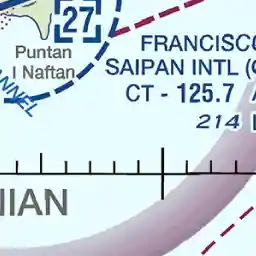 27
Puntan
I Naftan
FRANCISCO
SAIPAN INTL (
CT - 125.7
214
NIAN